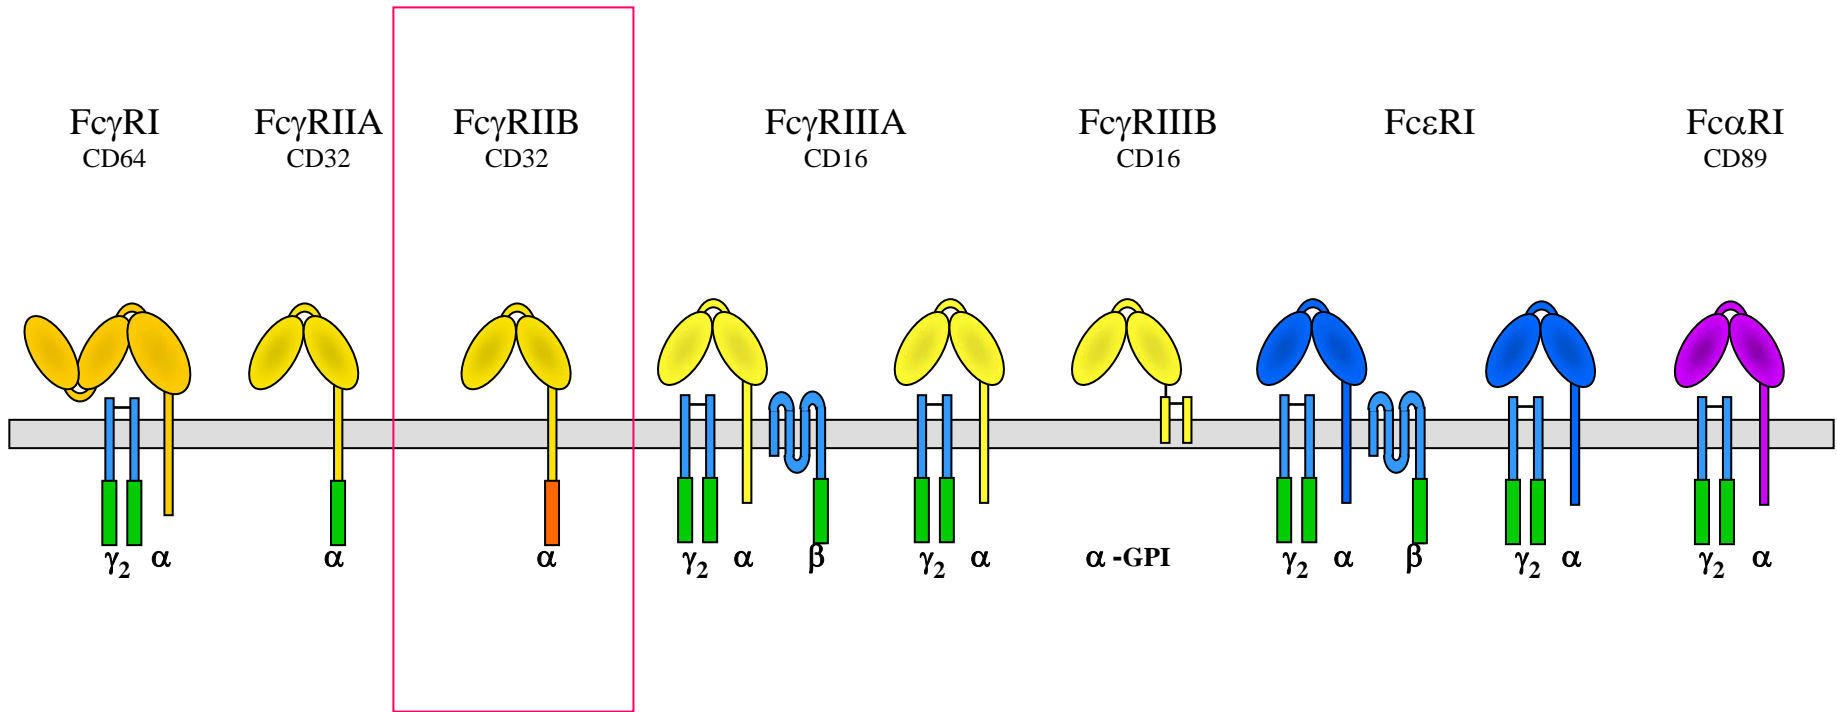 FcγRI FcγRIIA FcγRIIB FcγRIIIA FcγRIIIB FcεRI FcαRI
CD64 CD32 CD32 CD16 CD16 CD89
γ2 α α α γ2 α β γ2 α α -GPI γ2 α β γ2 α γ2 α